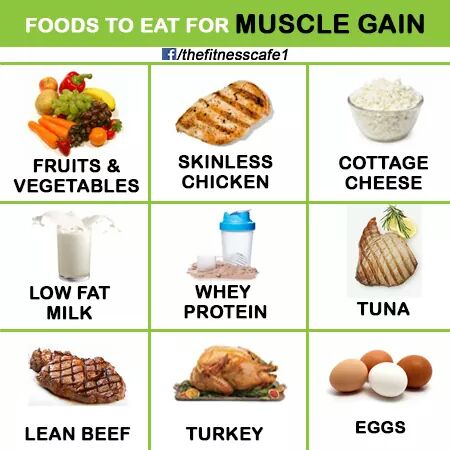 FOODS TO EAT FOR MUSCLE GAIN
f/thefitnesscafe1
FRUITS &
VEGETABLES
SKINLESS
CHICKEN
COTTAGE
CHEESE
LOW FAT
MILK
WHEY
PROTEIN
TUNA
LEAN BEEF
TURKEY
EGGS